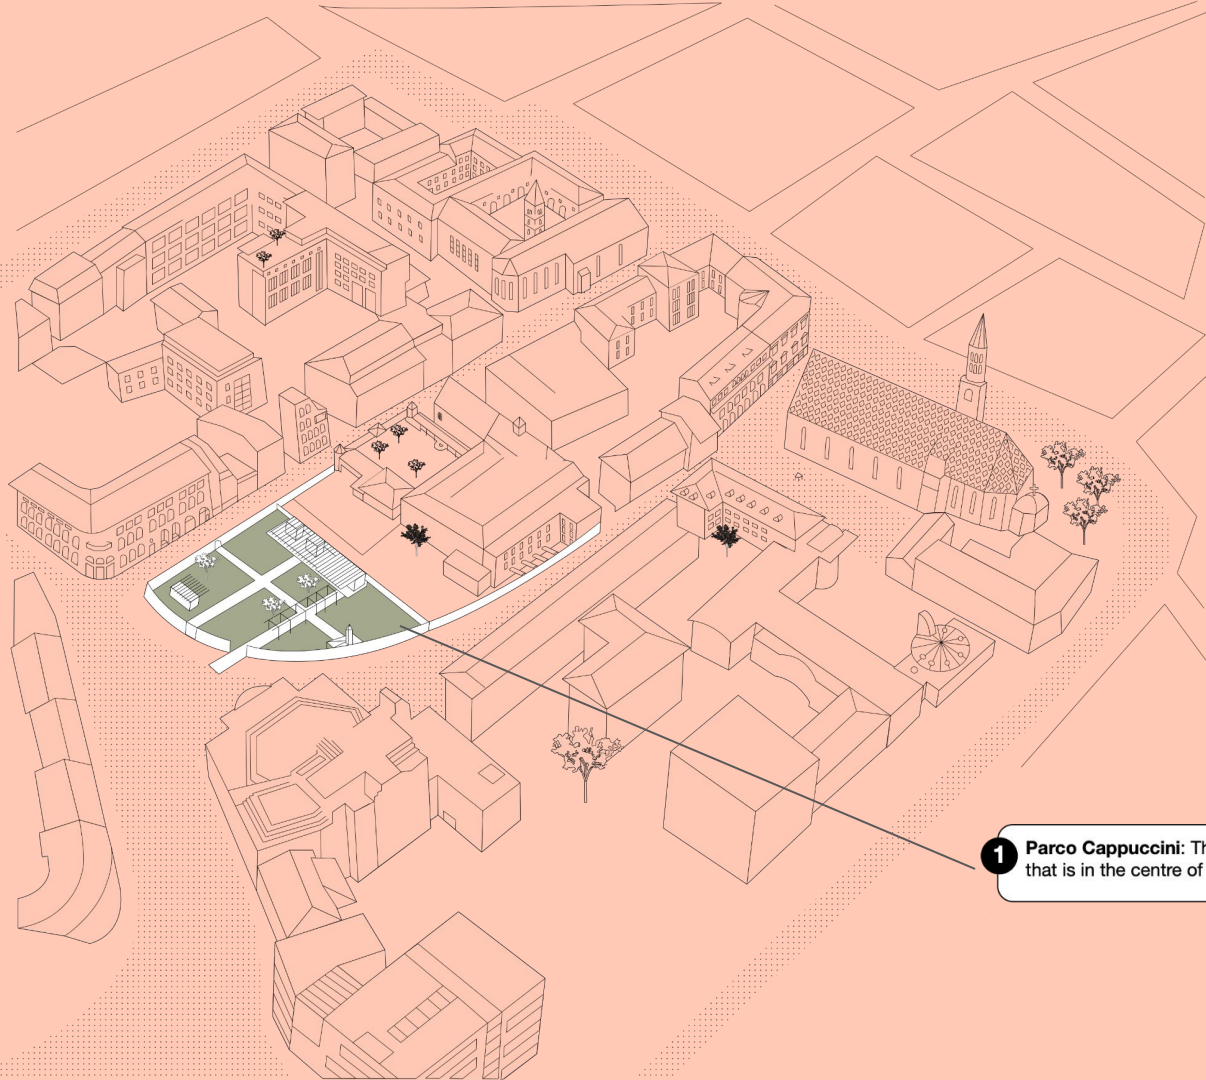 1
Parco Cappuccini: Th
that is in the centre of